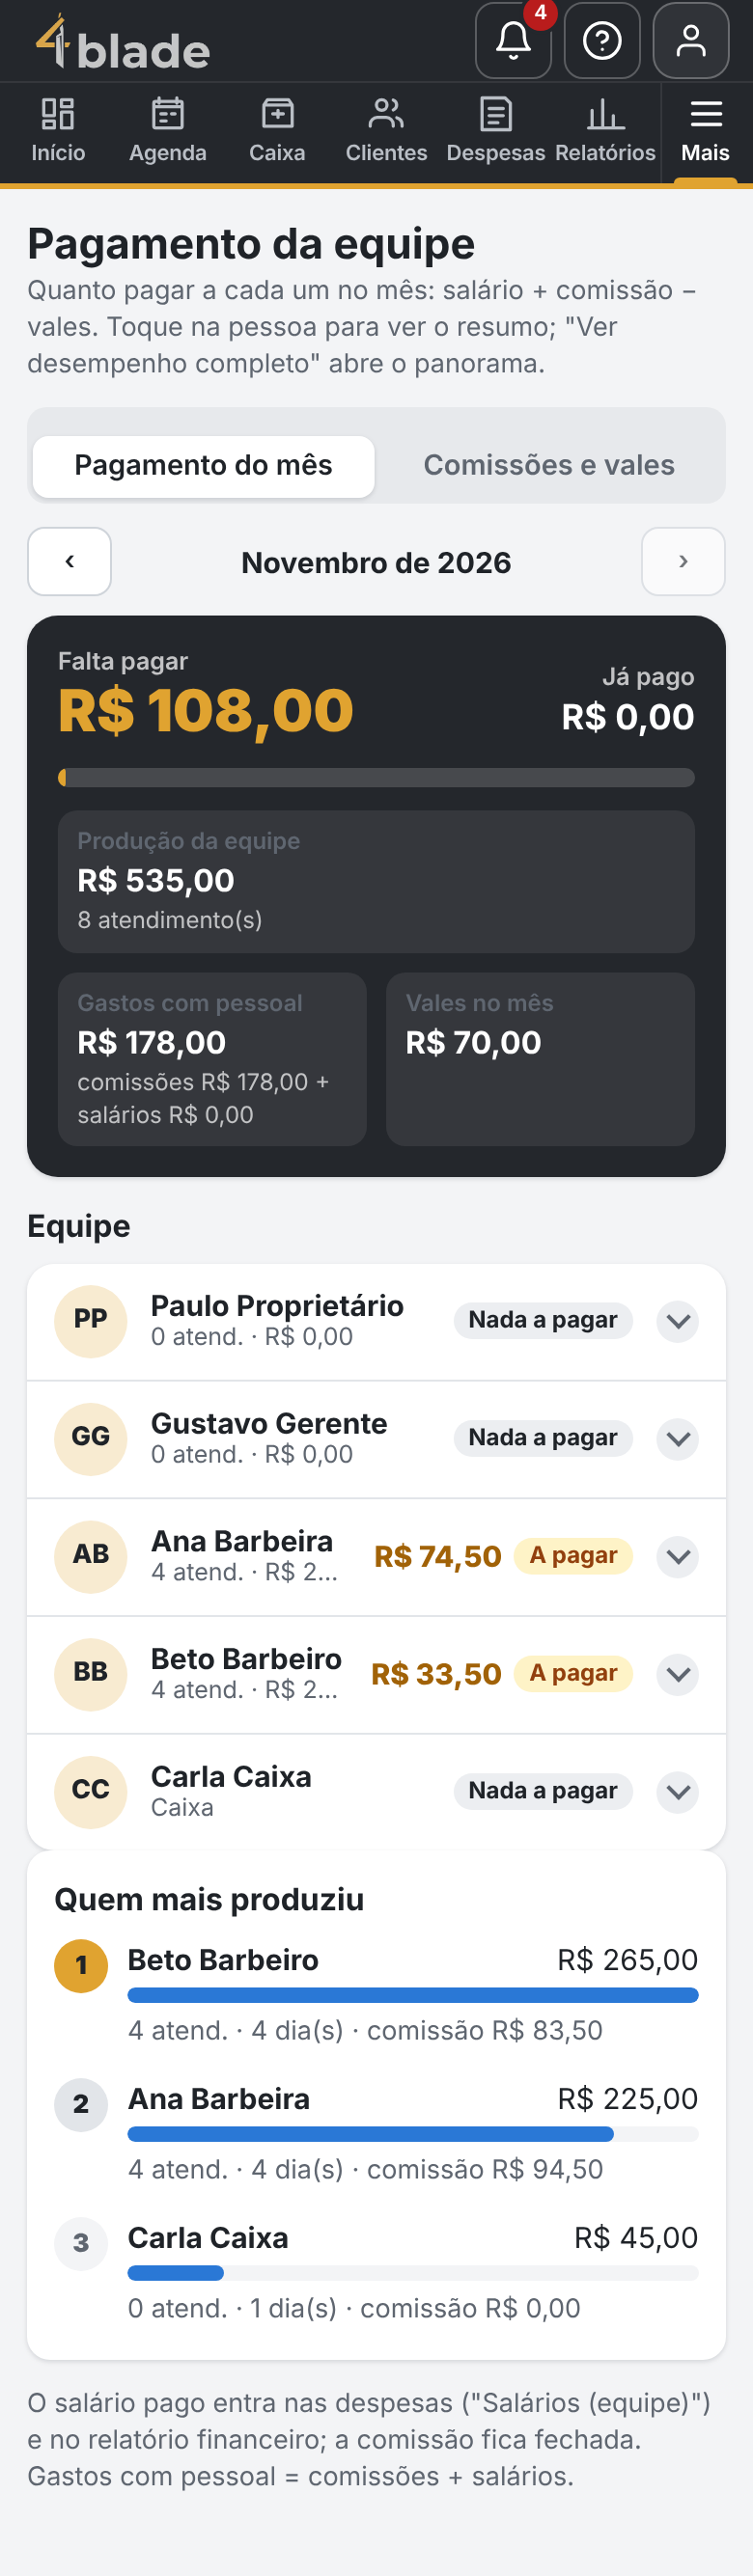 4blade
4
Início
Agenda
Caixa
Clientes
Despesas
Relatórios
Mais
Pagamento da equipe
Quanto pagar a cada um no mês: salário + comissão −
vales. Toque na pessoa para ver o resumo; "Ver
desempenho completo" abre o panorama.
Pagamento do mês
Comissões e vales
‹
Novembro de 2026
›
Falta pagar
R$ 108,00
Já pago
R$ 0,00
Produção da equipe
R$ 535,00
8 atendimento(s)
Gastos com pessoal
R$ 178,00
comissões R$ 178,00 +
salários R$ 0,00
Vales no mês
R$ 70,00
Equipe
PP
Paulo Proprietário
0 atend. · R$ 0,00
Nada a pagar
GG
Gustavo Gerente
0 atend. · R$ 0,00
Nada a pagar
AB
Ana Barbeira
4 atend. · R$ 2...
R$ 74,50
A pagar
BB
Beto Barbeiro
4 atend. · R$ 2...
R$ 33,50
A pagar
CC
Carla Caixa
Caixa
Nada a pagar
Quem mais produziu
1
Beto Barbeiro
R$ 265,00
4 atend. · 4 dia(s) · comissão R$ 83,50
2
Ana Barbeira
R$ 225,00
4 atend. · 4 dia(s) · comissão R$ 94,50
3
Carla Caixa
R$ 45,00
0 atend. · 1 dia(s) · comissão R$ 0,00
O salário pago entra nas despesas ("Salários (equipe)")
e no relatório financeiro; a comissão fica fechada.
Gastos com pessoal = comissões + salários.